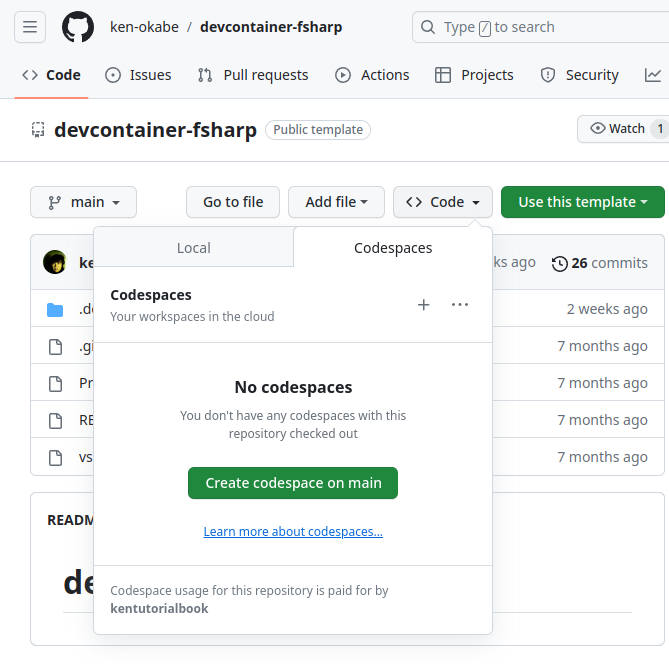 ken-okabe / devcontainer-fsharp
Type / to search
Code Issues Pull requests Actions Projects Security
devcontainer-fsharp Public template
Watch 1
main Go to file Add file Code Use this template
Local Codespaces
ks ago 26 commits
Codespaces
Your workspaces in the cloud
2 weeks ago
.gi 7 months ago
Pr 7 months ago
RE 7 months ago
vs 7 months ago
No codespaces
You don't have any codespaces with this
repository checked out
Create codespace on main
Learn more about codespaces...
READM
de
Codespace usage for this repository is paid for by
kentutorialbook